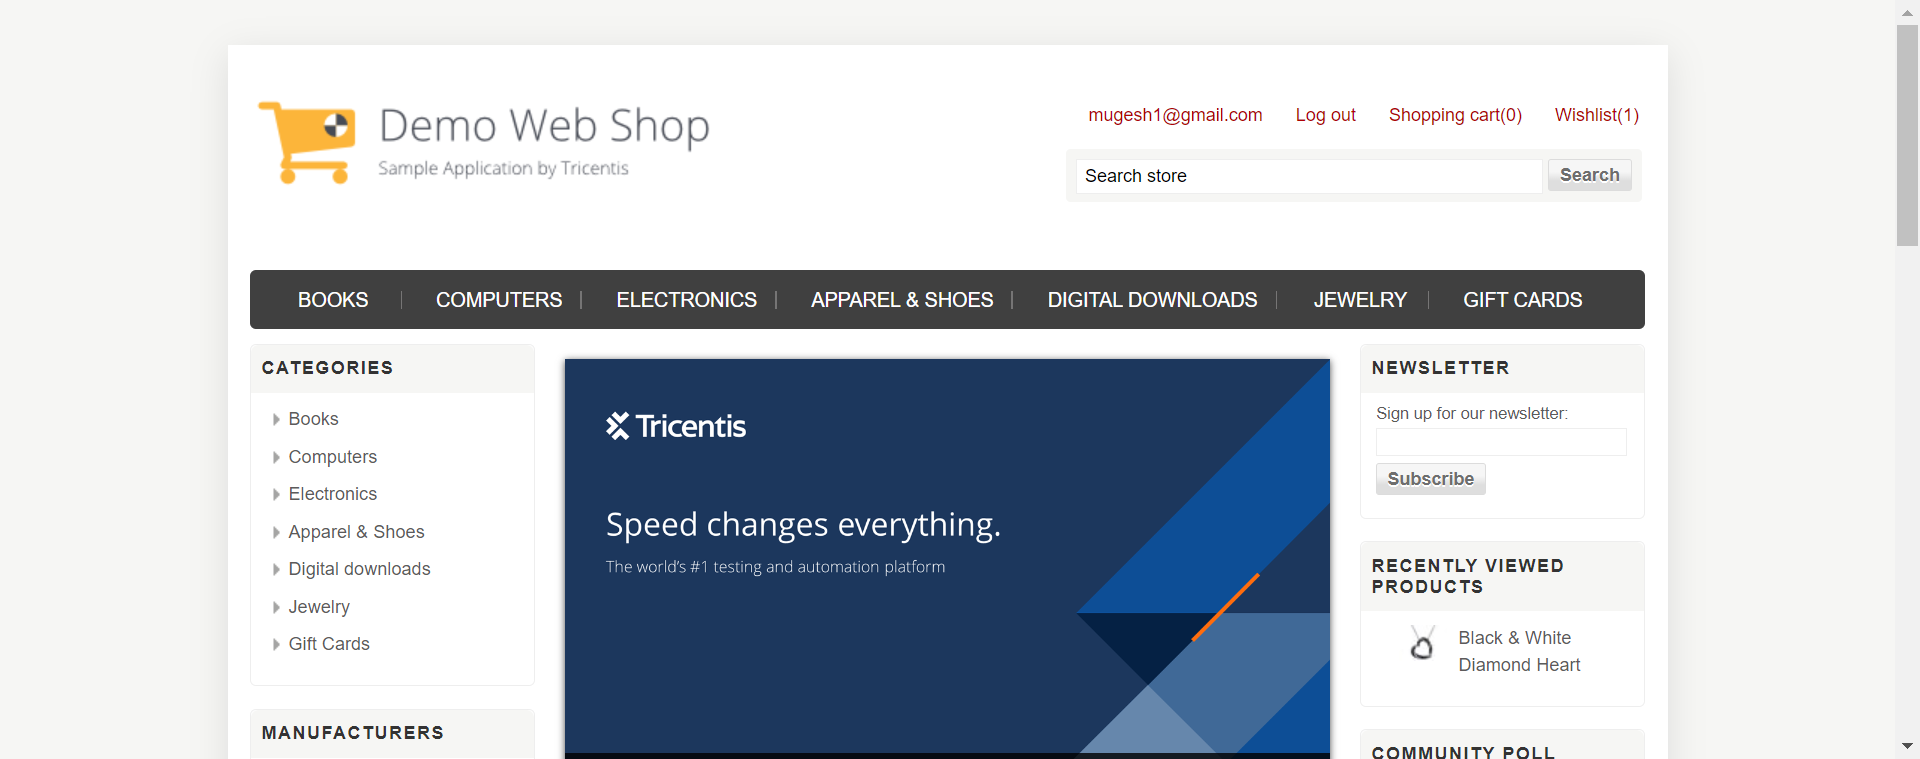 Demo Web Shop
Sample Application by Tricentis
mugesh1@gmail.com Log out Shopping cart(0) Wishlist(1)
Search store Search
BOOKS COMPUTERS ELECTRONICS APPAREL & SHOES DIGITAL DOWNLOADS JEWELRY GIFT CARDS
CATEGORIES
Books
Computers
Electronics
Apparel & Shoes
Digital downloads
Jewelry
Gift Cards
MANUFACTURERS
Tricentis
Speed changes everything.
The world's #1 testing and automation platform
NEWSLETTER
Sign up for our newsletter:
Subscribe
RECENTLY VIEWED
PRODUCTS
Black & White
Diamond Heart
COMMUNITY POLL